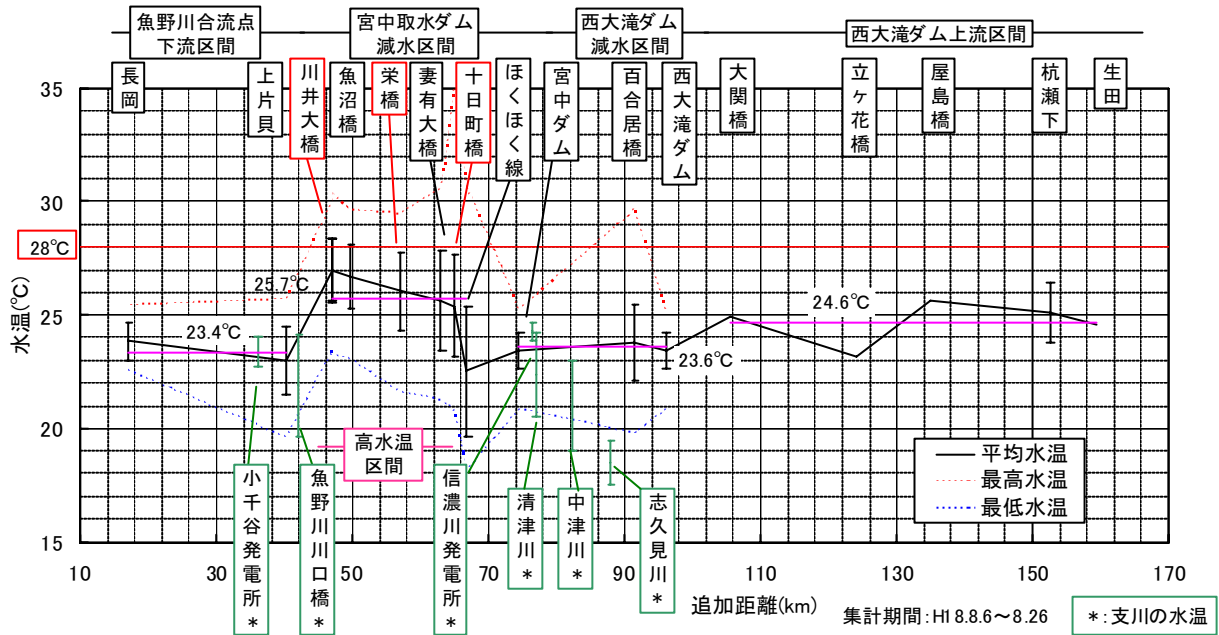 魚野川合流点
下流区間
宮中取水ダム
減水区間
西大滝ダム
減水区間
西大滝ダム上流区間
長岡
上片貝
川井大橋
魚沼橋
栄橋
妻有大橋
十日町橋
ほくほく線
宮中ダム
百合居橋
西大滝ダム
大関橋
立ヶ花橋
屋島橋
杭瀬下
生田
35
30
28℃
25
20
15
水温(℃)
23.4℃
25.7℃
23.6℃
24.6℃
高水温
区間
平均水温
最高水温
最低水温
小千谷発電所*
魚野川川口橋*
信濃川発電所*
清津川*
中津川*
志久見川*
10 30 50 70 90 110 130 150 170
追加距離(km)
集計期間:H18.8.6～8.26
*:支川の水温